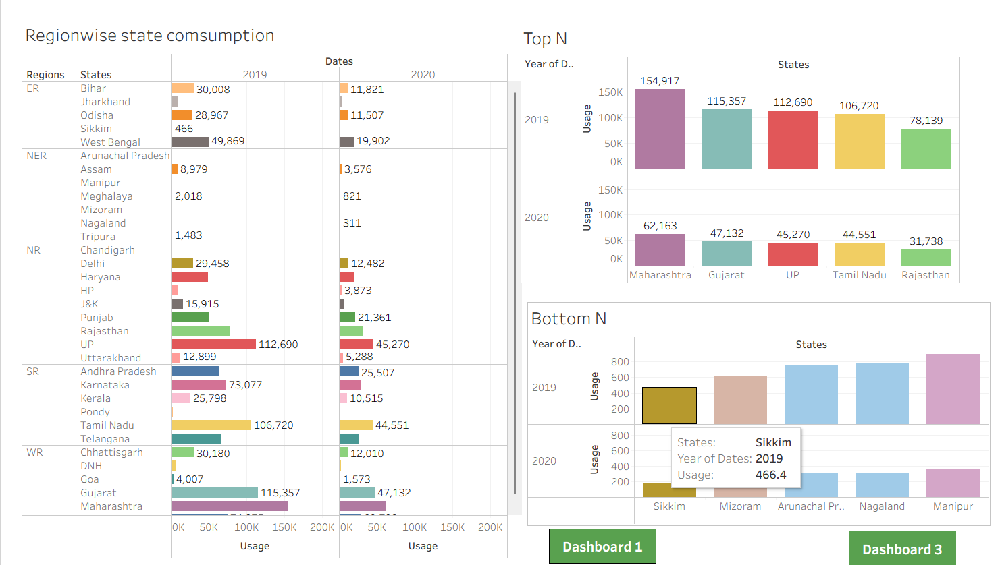 Regionwise state comsumption
Dates
Regions States 2019 2020
ER Bihar 30,008 11,821
Jharkhand
Odisha 28,967 11,507
Sikkim 466
West Bengal 49,869 19,902
NER Arunachal Pradesh
Assam 8,979 3,576
Manipur
Meghalaya 2,018 821
Mizoram
Nagaland 311
Tripura 1,483
NR Chandigarh
Delhi 29,458 12,482
Haryana
HP 3,873
J&K 15,915
Punjab 21,361
Rajasthan
UP 112,690 45,270
Uttarakhand 12,899 5,288
SR Andhra Pradesh 25,507
Karnataka 73,077
Kerala 25,798 10,515
Pondy
Tamil Nadu 106,720 44,551
Telangana
WR Chhattisgarh 30,180 12,010
DNH
Goa 4,007 1,573
Gujarat 115,357 47,132
Maharashtra
0K 50K 100K 150K 200K 0K 50K 100K 150K 200K
Usage Usage
Top N
Year of D.. States
2019
Usage
150K
100K
50K
0K
154,917 115,357 112,690 106,720 78,139
2020
Usage
150K
100K
50K
0K
62,163 47,132 45,270 44,551 31,738
Maharashtra Gujarat UP Tamil Nadu Rajasthan
Bottom N
Year of D.. States
2019
Usage
800
600
400
200
2020
Usage
800
600
400
200
States: Sikkim
Year of Dates: 2019
Usage: 466.4
Sikkim Mizoram Arunachal Pr.. Nagaland Manipur
Dashboard 1
Dashboard 3